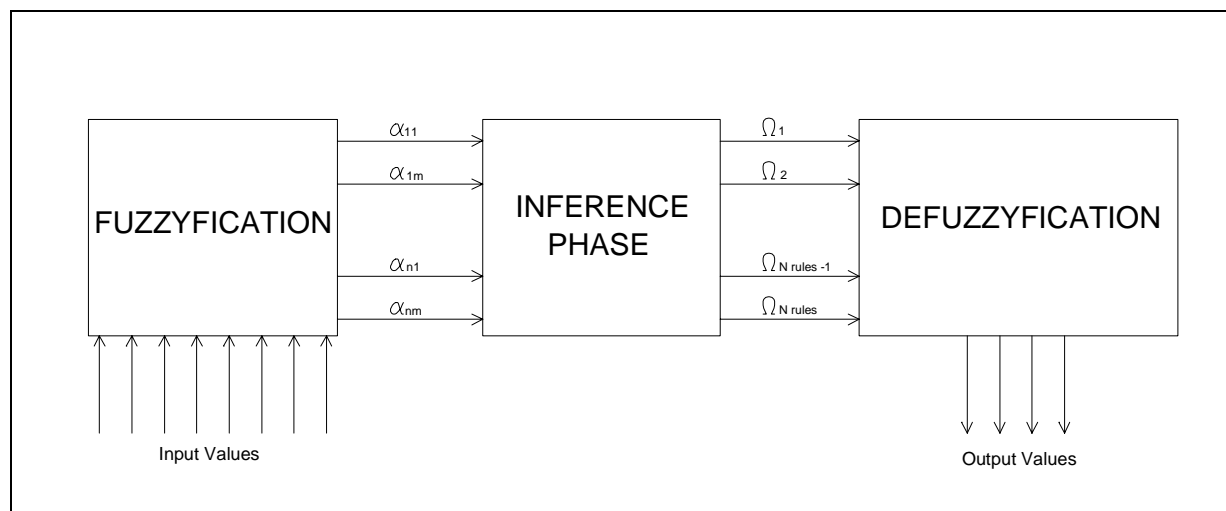 FUZZYFICATION
α11
α1m
αn1
αnm
INFERENCE
PHASE
Ω1
Ω2
ΩN rules -1
ΩN rules
DEFUZZYFICATION
Input Values
Output Values